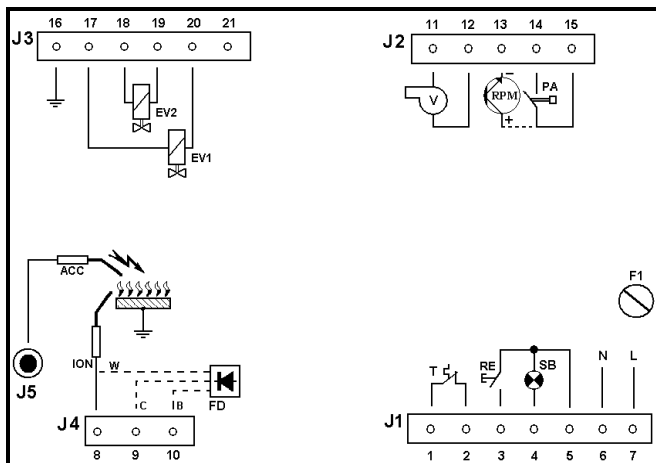 16 17 18 19 20 21
J3
EV2
EV1
11 12 13 14 15
J2
V
RPM
−
+
PA
ACC
ION
J5
W
C
B
FD
J4
8 9 10
F1
T
RE
E
SB
N
L
J1
1 2 3 4 5 6 7